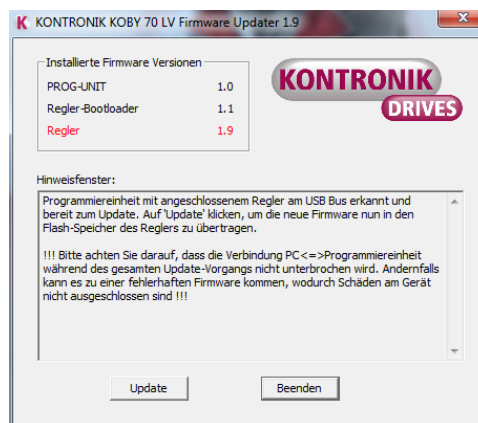 K KONTRONIK KOBY 70 LV Firmware Updater 1.9
X
Installierte Firmware Versionen
PROG-UNIT 1.0
Regler-Bootloader 1.1
Regler 1.9
KONTRONIK
DRIVES
Hinweisfenster:
Programmiereinheit mit angeschlossenem Regler am USB Bus erkannt und
bereit zum Update. Auf 'Update' klicken, um die neue Firmware nun in den
Flash-Speicher des Reglers zu übertragen.
!!! Bitte achten Sie darauf, dass die Verbindung PC<=>Programmiereinheit
während des gesamten Update-Vorgangs nicht unterbrochen wird. Andernfalls
kann es zu einer fehlerhaften Firmware kommen, wodurch Schäden am Gerät
nicht ausgeschlossen sind !!!
Update
Beenden